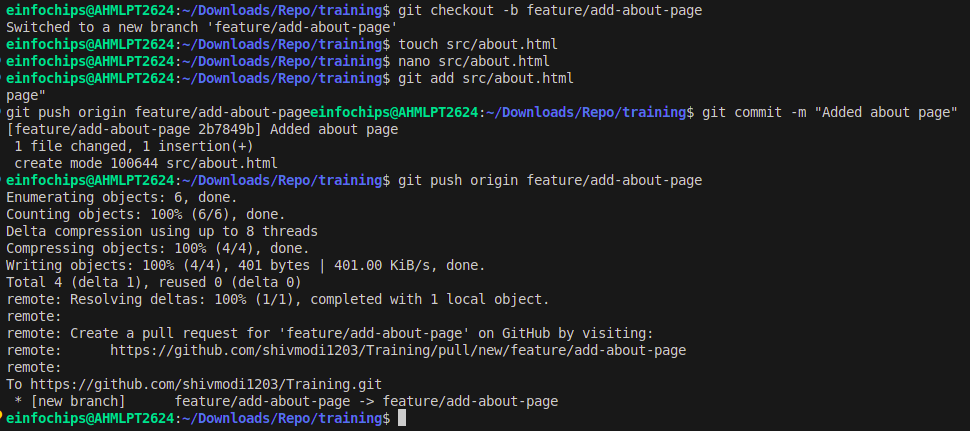 einfochips@AHMLPT2624:~/Downloads/Repo/training$ git checkout -b feature/add-about-page
Switched to a new branch 'feature/add-about-page'
einfochips@AHMLPT2624:~/Downloads/Repo/training$ touch src/about.html
einfochips@AHMLPT2624:~/Downloads/Repo/training$ nano src/about.html
einfochips@AHMLPT2624:~/Downloads/Repo/training$ git add src/about.html
page"
git push origin feature/add-about-pageeinfochips@AHMLPT2624:~/Downloads/Repo/training$ git commit -m "Added about page"
[feature/add-about-page 2b7849b] Added about page
 1 file changed, 1 insertion(+)
 create mode 100644 src/about.html
einfochips@AHMLPT2624:~/Downloads/Repo/training$ git push origin feature/add-about-page
Enumerating objects: 6, done.
Counting objects: 100% (6/6), done.
Delta compression using up to 8 threads
Compressing objects: 100% (4/4), done.
Writing objects: 100% (4/4), 401 bytes | 401.00 KiB/s, done.
Total 4 (delta 1), reused 0 (delta 0)
remote: Resolving deltas: 100% (1/1), completed with 1 local object.
remote:
remote: Create a pull request for 'feature/add-about-page' on GitHub by visiting:
remote:      https://github.com/shivmodi1203/Training/pull/new/feature/add-about-page
remote:
To https://github.com/shivmodi1203/Training.git
 * [new branch]      feature/add-about-page -> feature/add-about-page
einfochips@AHMLPT2624:~/Downloads/Repo/training$